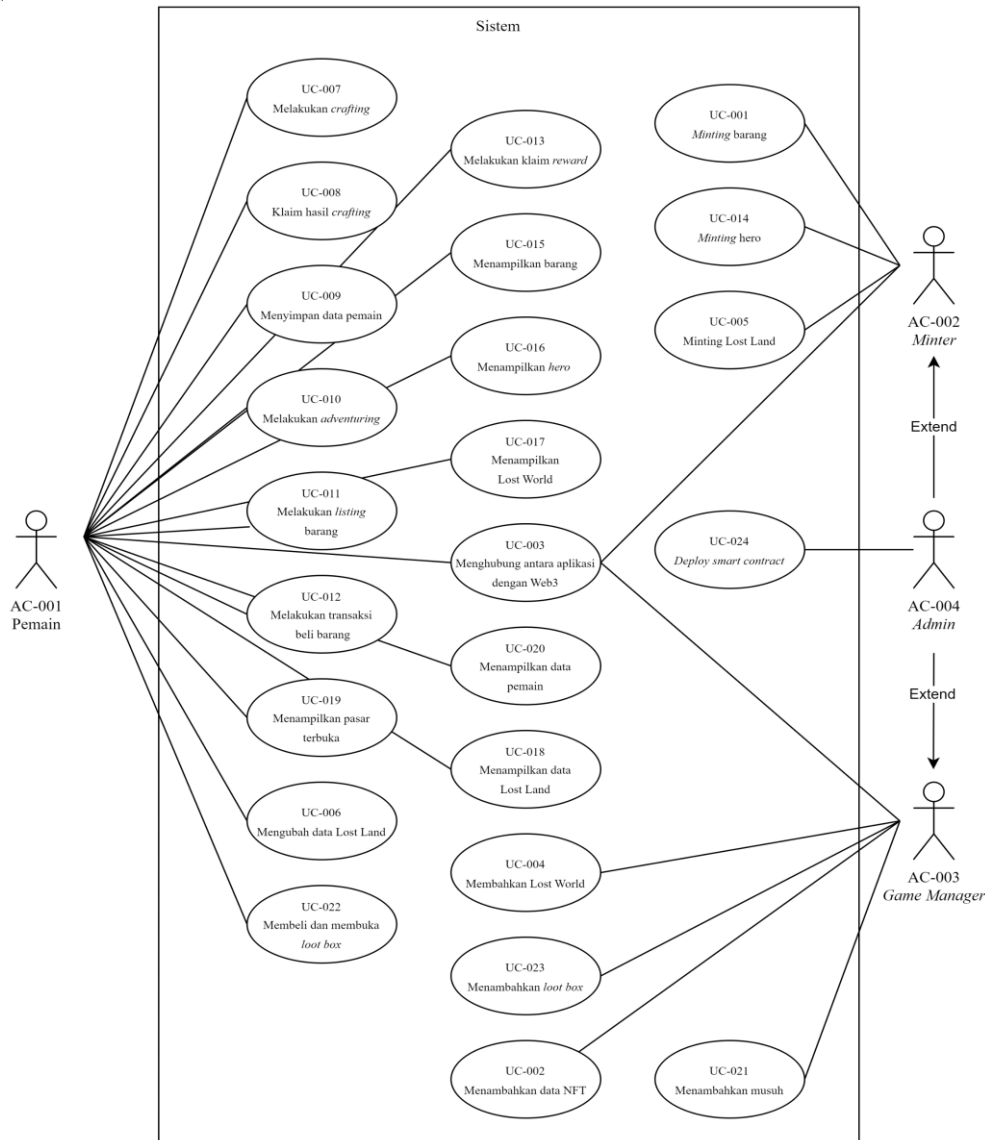 Sistem
UC-007
Melakukan crafting
UC-008
Klaim hasil crafting
UC-009
Menyimpan data pemain
UC-010
Melakukan adventuring
UC-011
Melakukan listing
barang
UC-012
Melakukan transaksi
beli barang
UC-019
Menampilkan pasar
terbuka
UC-006
Mengubah data Lost Land
UC-022
Membeli dan membuka
loot box
UC-013
Melakukan klaim reward
UC-015
Menampilkan barang
UC-016
Menampilkan hero
UC-017
Menampilkan
Lost World
UC-003
Menghubung antara aplikasi
dengan Web3
UC-020
Menampilkan data
pemain
UC-018
Menampilkan data
Lost Land
UC-004
Membahkan Lost World
UC-023
Menambahkan loot box
UC-002
Menambahkan data NFT
UC-001
Minting barang
UC-014
Minting hero
UC-005
Minting Lost Land
UC-024
Deploy smart contract
UC-021
Menambahkan musuh
AC-001
Pemain
AC-002
Minter
Extend
AC-004
Admin
Extend
AC-003
Game Manager